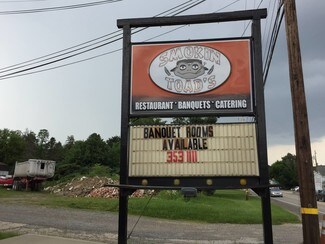 SMOKIN
TOAD'S
RESTAURANT · BANQUETS · CATERING
BANQUET ROOMS
AVAILABLE
353 1111